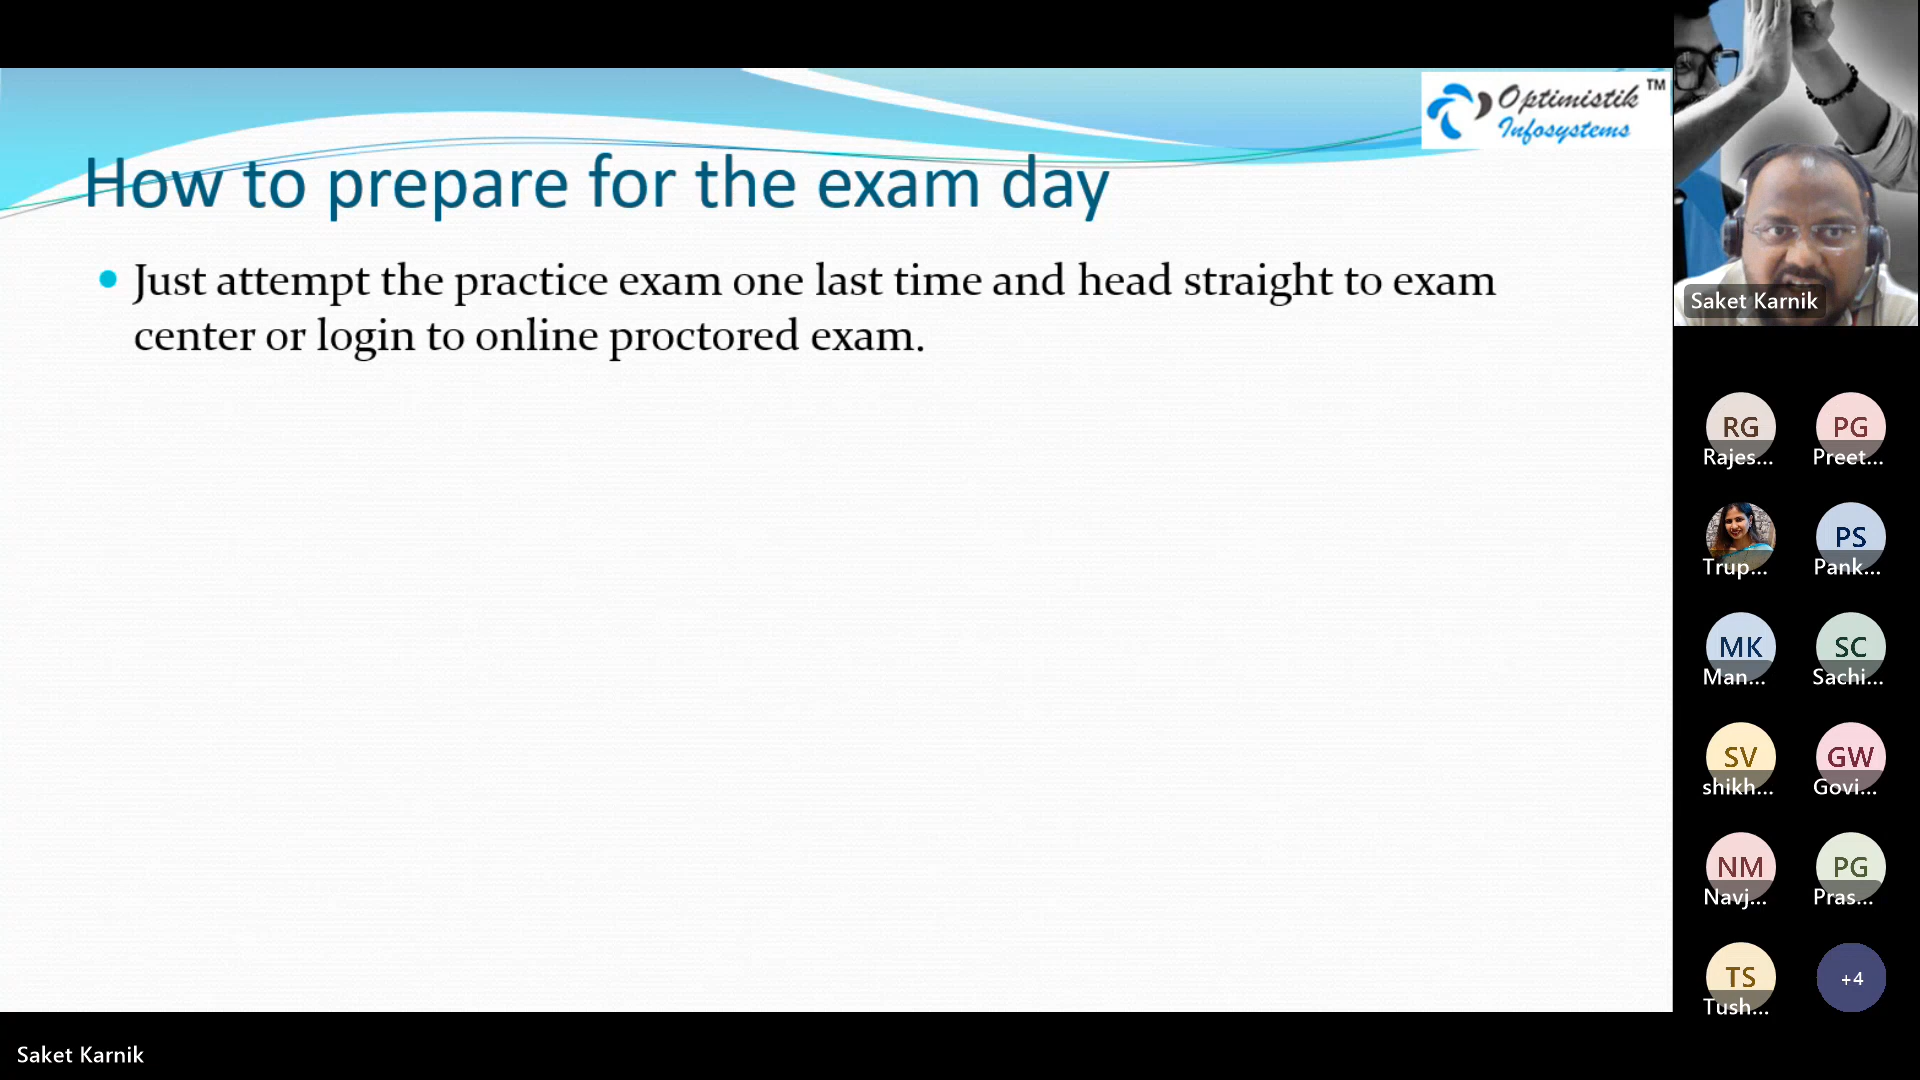 Optimistik TM
Infosystems
How to prepare for the exam day
Just attempt the practice exam one last time and head straight to exam
center or login to online proctored exam.
Saket Karnik
RG
Rajes...
PG
Preet...
Trup...
PS
Pank...
MK
Man...
SC
Sachi...
SV
shikh...
GW
Govi...
NM
Navj...
PG
Pras...
TS
Tush...
+4
Saket Karnik